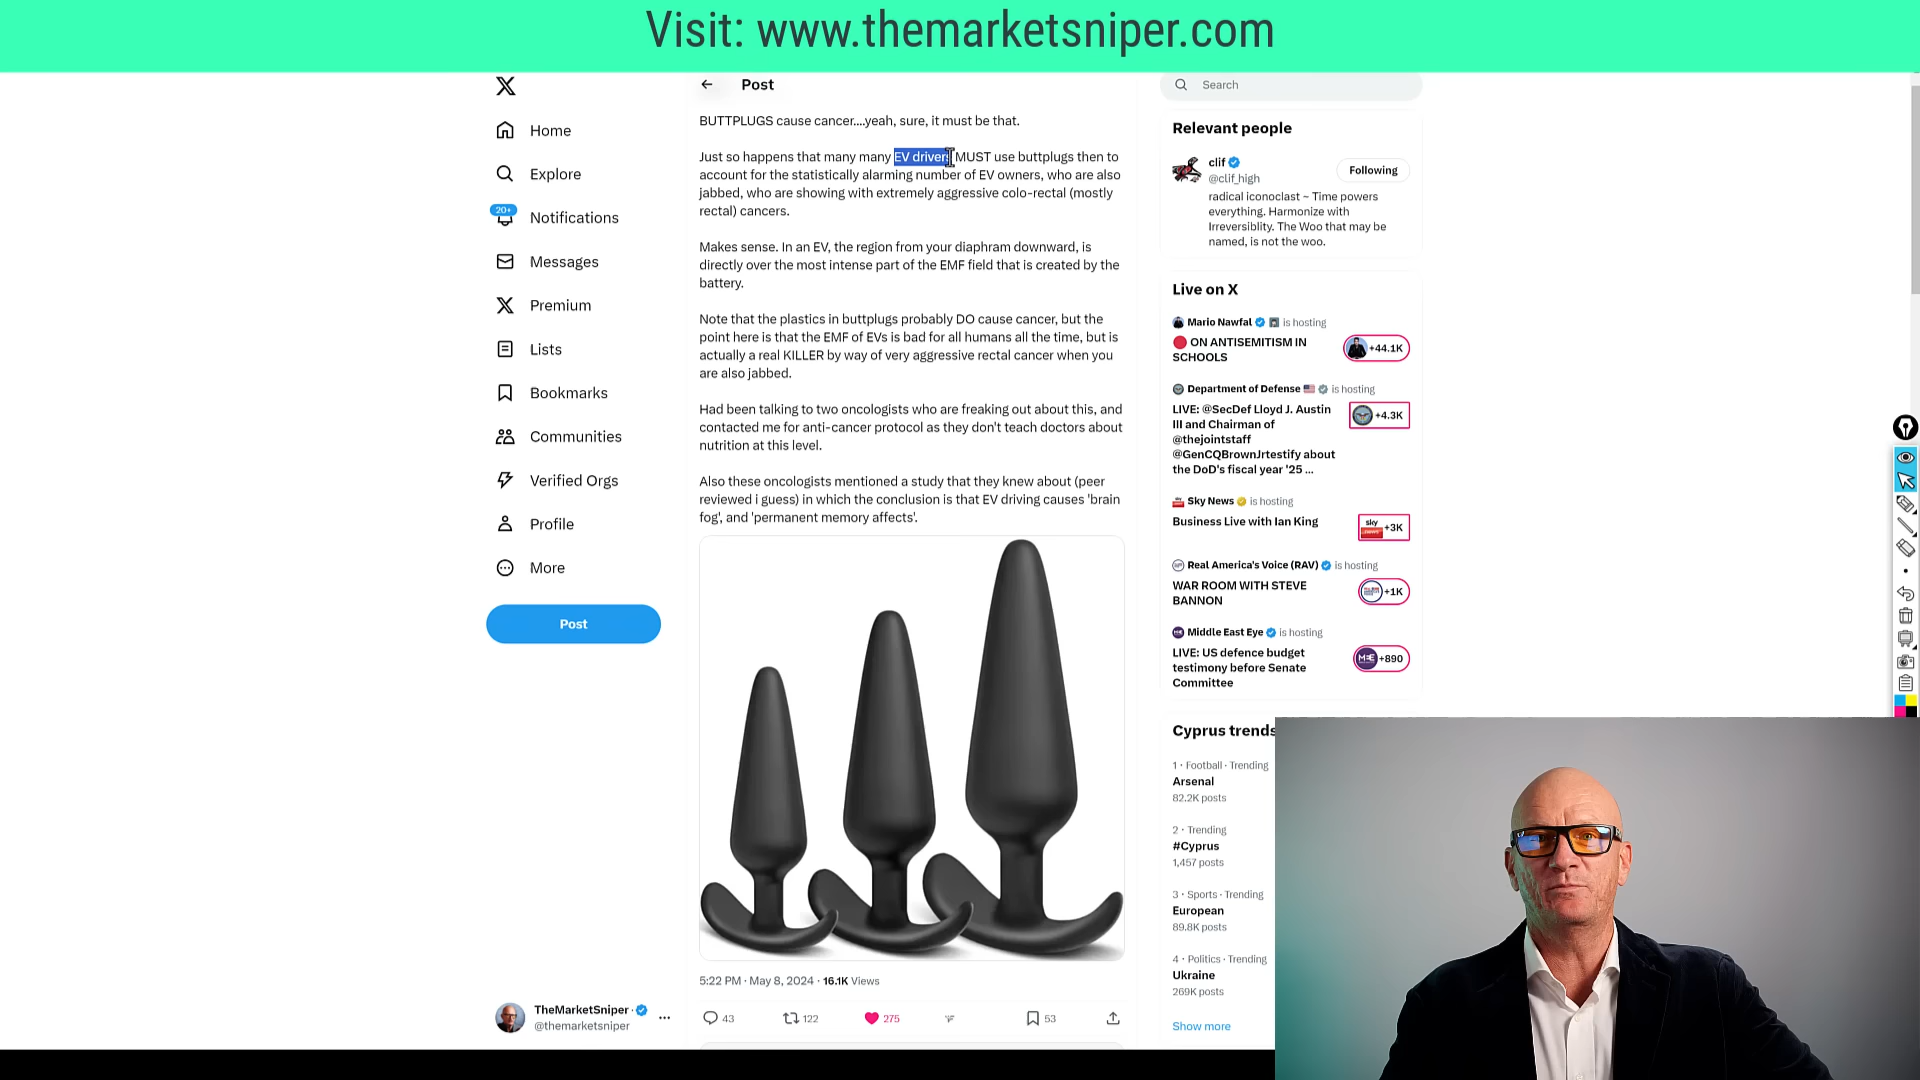 Visit: www.themarketsniper.com
Post
Search
Home
Explore
20+
Notifications
Messages
Premium
Lists
Bookmarks
Communities
Verified Orgs
Profile
More
Post
TheMarketSniper
@themarketsniper
BUTTPLUGS cause cancer....yeah, sure, it must be that.
Just so happens that many many EV drivers MUST use buttplugs then to
account for the statistically alarming number of EV owners, who are also
jabbed, who are showing with extremely aggressive colo-rectal (mostly
rectal) cancers.
Makes sense. In an EV, the region from your diaphram downward, is
directly over the most intense part of the EMF field that is created by the
battery.
Note that the plastics in buttplugs probably DO cause cancer, but the
point here is that the EMF of EVs is bad for all humans all the time, but is
actually a real KILLER by way of very aggressive rectal cancer when you
are also jabbed.
Had been talking to two oncologists who are freaking out about this, and
contacted me for anti-cancer protocol as they don't teach doctors about
nutrition at this level.
Also these oncologists mentioned a study that they knew about (peer
reviewed i guess) in which the conclusion is that EV driving causes 'brain
fog', and 'permanent memory affects'.
5:22 PM · May 8, 2024 · 16.1K Views
43 122 275 53
Relevant people
clif
@clif_high
Following
radical iconoclast ~ Time powers
everything. Harmonize with
Irreversiblity. The Woo that may be
named, is not the woo.
Live on X
Mario Nawfal is hosting
ON ANTISEMITISM IN
SCHOOLS
+44.1K
Department of Defense is hosting
LIVE: @SecDef Lloyd J. Austin
III and Chairman of
@thejointstaff
@GenCQBrownJrtestify about
the DoD's fiscal year '25 ...
+4.3K
Sky News is hosting
Business Live with Ian King
sky
+3K
Real America's Voice (RAV) is hosting
WAR ROOM WITH STEVE
BANNON
+1K
Middle East Eye is hosting
LIVE: US defence budget
testimony before Senate
Committee
MEE
+890
Cyprus trends
1 · Football · Trending
Arsenal
82.2K posts
2 · Trending
#Cyprus
1,457 posts
3 · Sports · Trending
European
89.8K posts
4 · Politics · Trending
Ukraine
269K posts
Show more